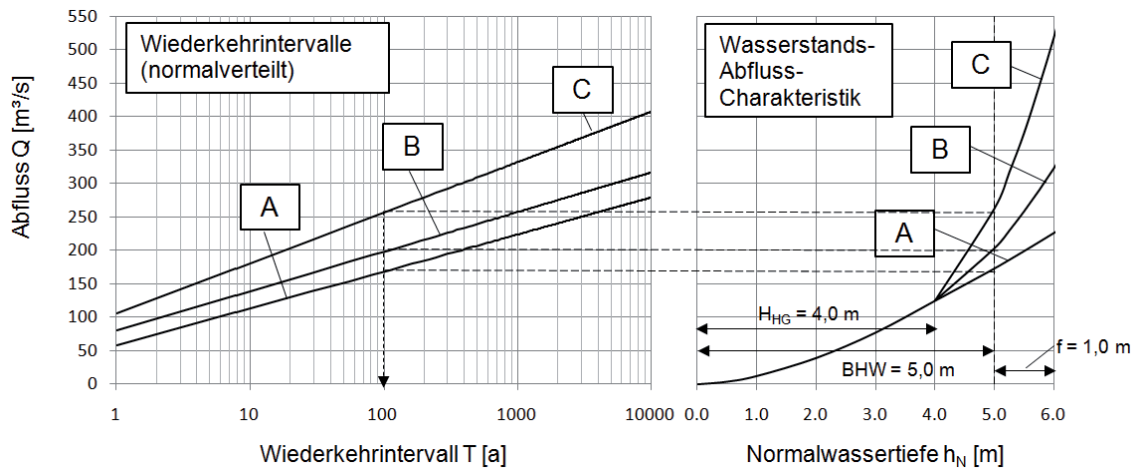 Wiederkehrintervalle
(normalverteilt)
Wasserstands-
Abfluss-
Charakteristik
Abfluss Q [m³/s]
550
500
450
400
350
300
250
200
150
100
50
0
A
B
C
1
10
100
1000
10000
Wiederkehrintervall T [a]
C
B
A
H_HG = 4,0 m
BHW = 5,0 m
f = 1,0 m
0.0
1.0
2.0
3.0
4.0
5.0
6.0
Normalwassertiefe h_N [m]